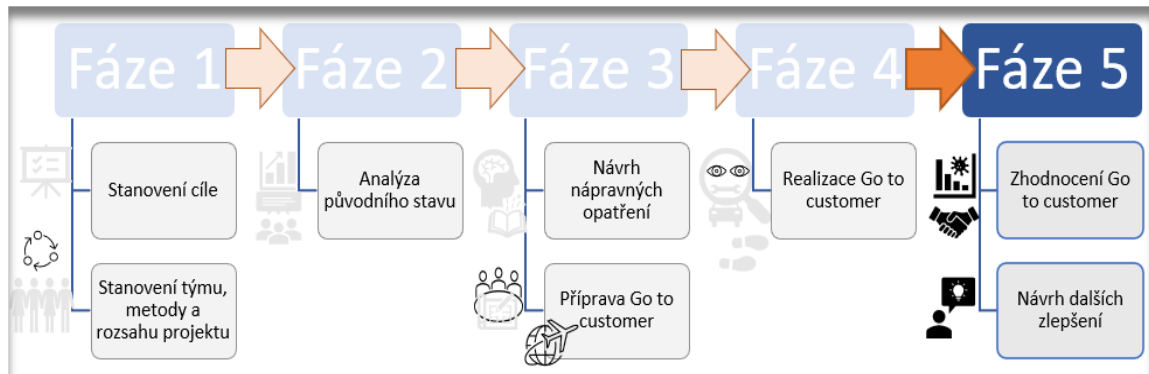 Fáze 1
Fáze 2
Fáze 3
Fáze 4
Fáze 5
Stanovení cíle
Stanovení týmu,
metody a
rozsahu projektu
Analýza
původního stavu
Návrh
nápravných
opatření
Příprava Go to
customer
Realizace Go to
customer
Zhodnocení Go
to customer
Návrh dalších
zlepšení